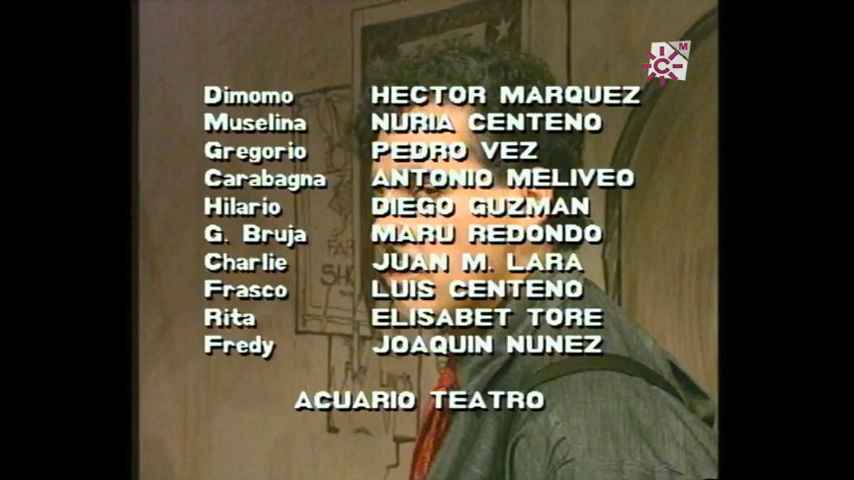 Dimomo HECTOR MARQUEZ
Muselina NURIA CENTENO
Gregorio PEDRO VEZ
Carabagna ANTONIO MELIVEO
Hilario DIEGO GUZMAN
G. Bruja MARU REDONDO
Charlie JUAN M. LARA
Frasco LUIS CENTENO
Rita ELISABET TORE
Fredy JOAQUIN NUNEZ
ACUARIO TEATRO